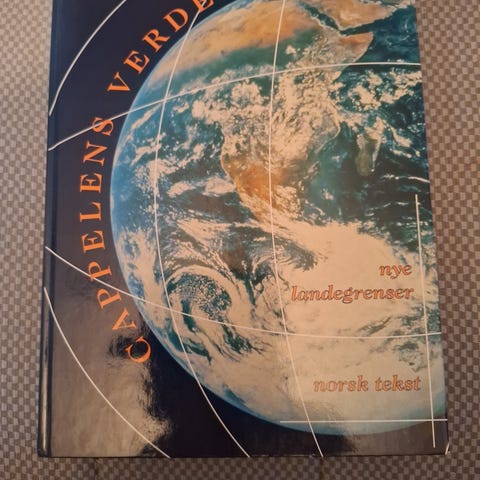 CAPPELENS VERDE
nye
landegrenser
norsk tekst